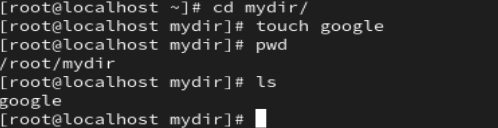 [root@localhost ~]# cd mydir/
[root@localhost mydir]# touch google
[root@localhost mydir]# pwd
/root/mydir
[root@localhost mydir]# ls
google
[root@localhost mydir]#